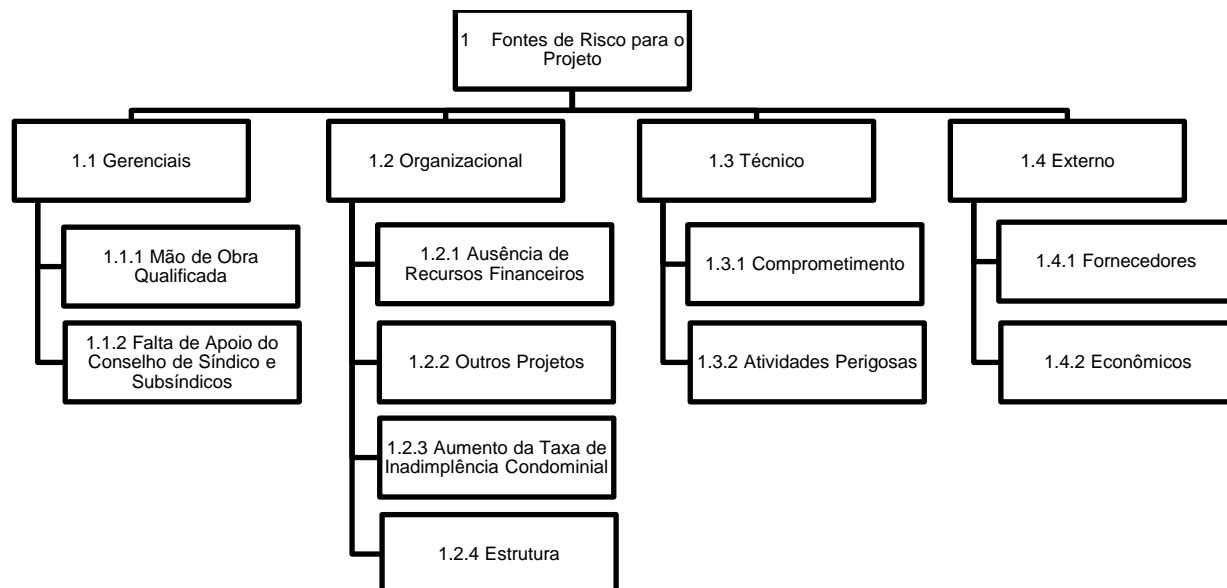 1 Fontes de Risco para o
Projeto
1.1 Gerenciais
1.2 Organizacional
1.3 Técnico
1.4 Externo
1.1.1 Mão de Obra
Qualificada
1.1.2 Falta de Apoio do
Conselho de Síndico e
Subsíndicos
1.2.1 Ausência de
Recursos Financeiros
1.2.2 Outros Projetos
1.2.3 Aumento da Taxa de
Inadimplência Condominial
1.2.4 Estrutura
1.3.1 Comprometimento
1.3.2 Atividades Perigosas
1.4.1 Fornecedores
1.4.2 Econômicos